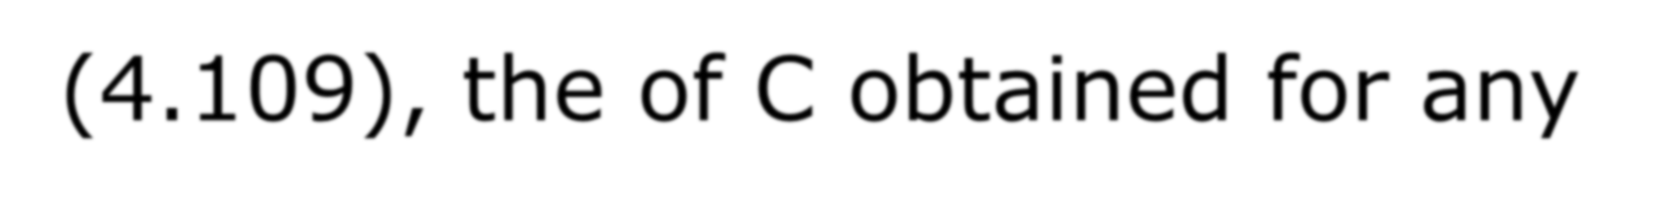 (4.109), the of C obtained for any